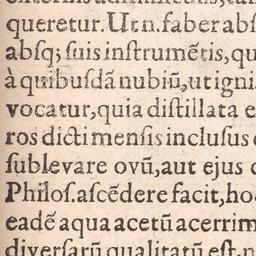 queretur. Ut n. faber abſ
abſq; ſuis inſtrumētis, qu
à quibuſdā nubiū, ut igni
vocatur, quia diſtillata e
ros dicti menſis incluſus
ſublevare ovū, aut ejus
Philoſ. aſcēdere facit, ho
eadē aqua acetū acerrim
diverſarū qualitatū eſt, n